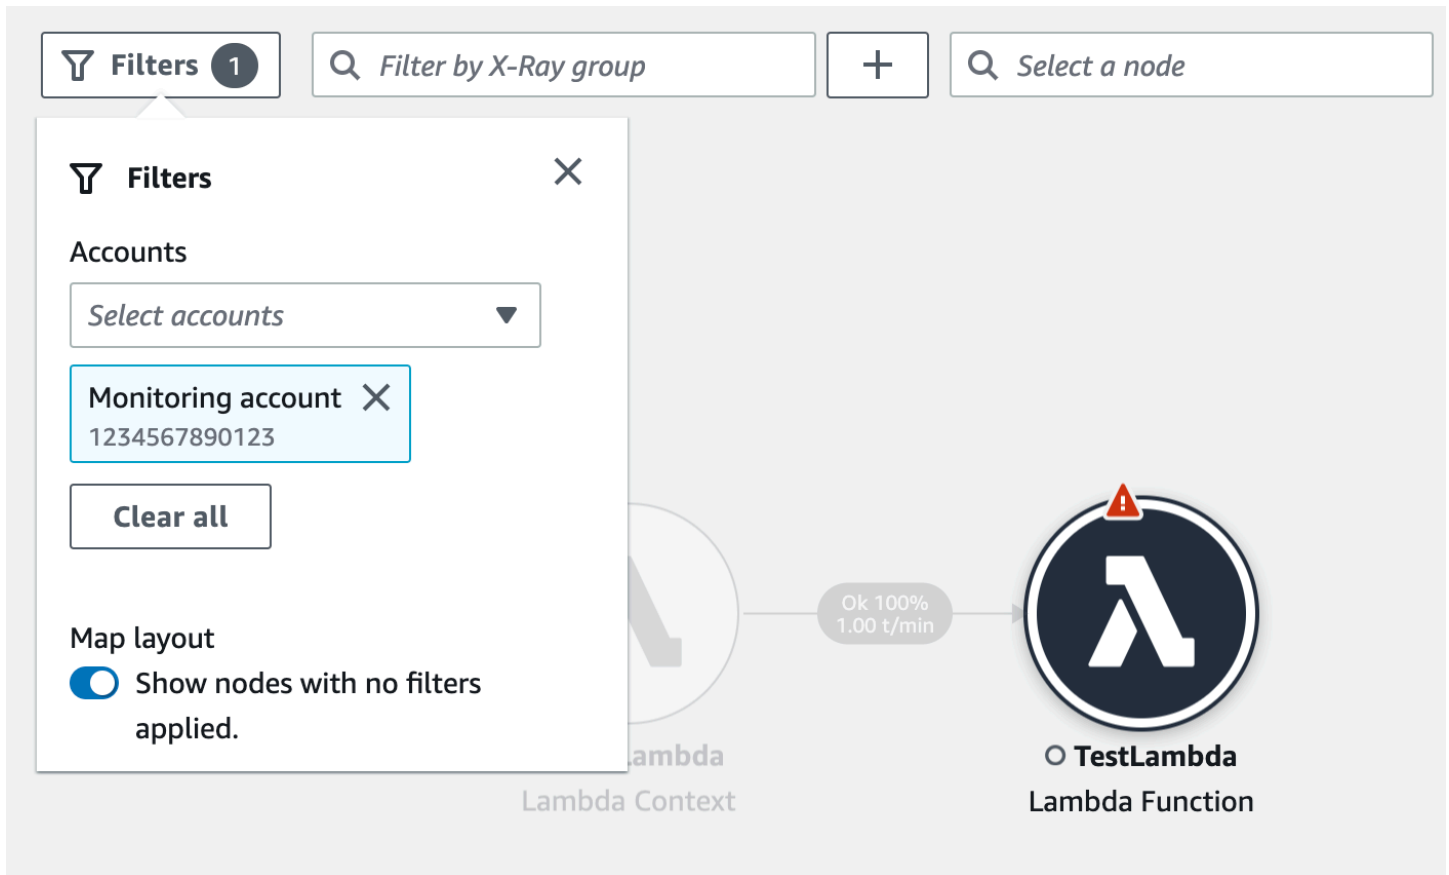 Filters 1
Filter by X-Ray group
Select a node
Filters
Accounts
Select accounts
Monitoring account
1234567890123
Clear all
Map layout
Show nodes with no filters
applied.
Ok 100%
1.00 t/min
Lambda
Lambda Context
TestLambda
Lambda Function